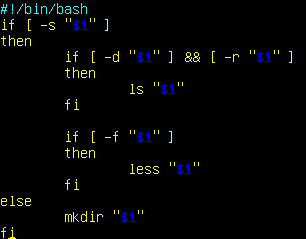 #!/bin/bash
if [ -s "$1" ]
then
if [ -d "$1" ] && [ -r "$1" ]
then
ls "$1"
fi
if [ -f "$1" ]
then
less "$1"
fi
else
mkdir "$1"
fi